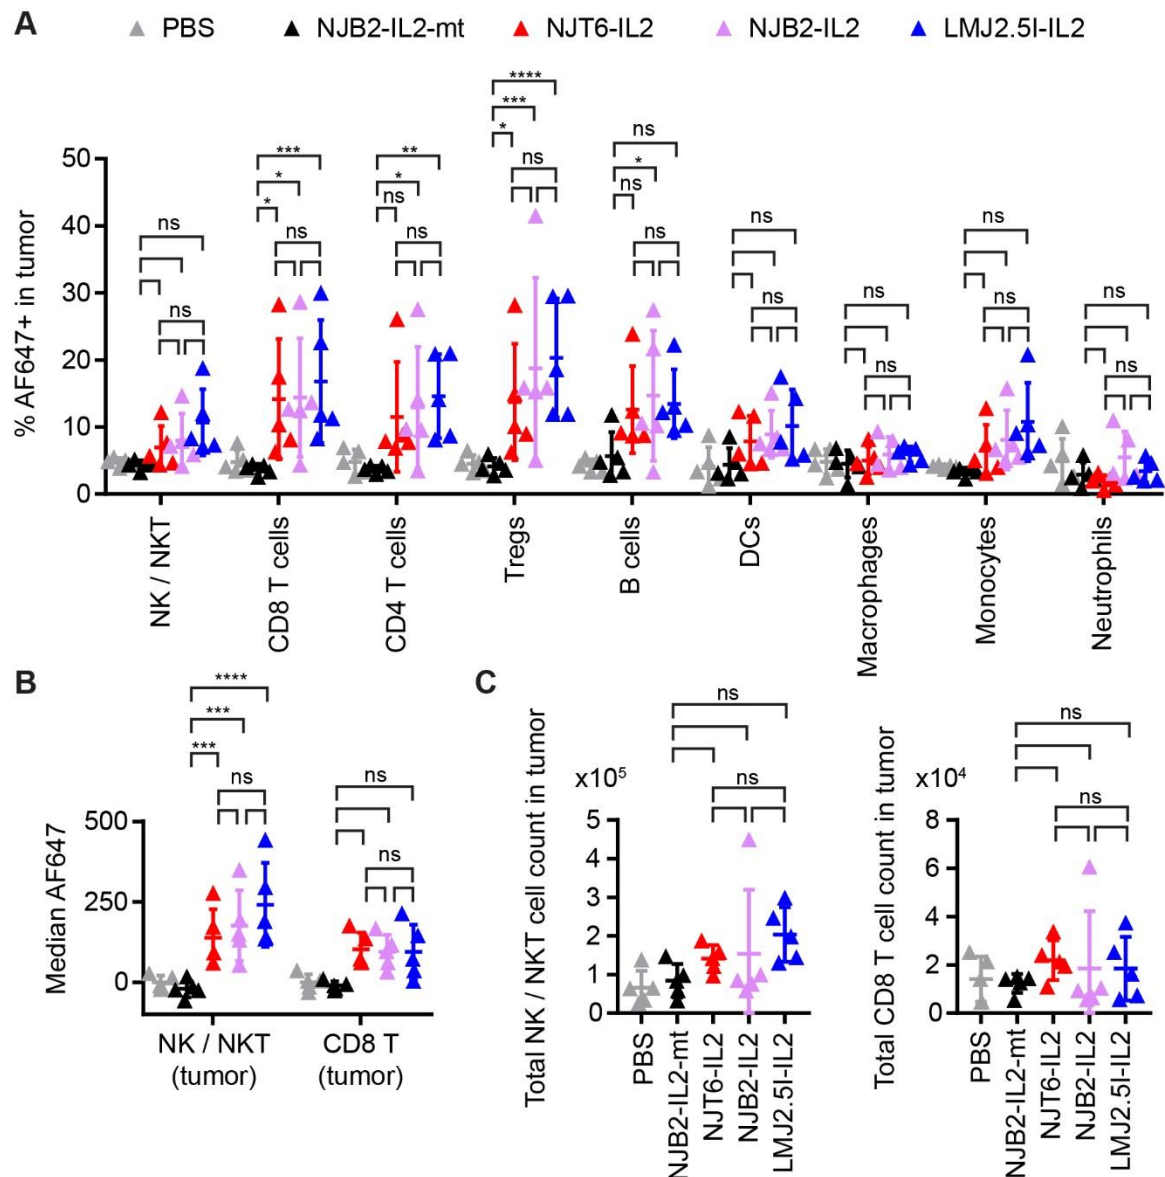 A
PBS NJB2-IL2-mt NJT6-IL2 NJB2-IL2 LMJ2.5I-IL2
% AF647+ in tumor
50
40
30
20
10
0
ns
ns
***
*
*
ns
**
*
ns
ns
****
***
*
ns
ns
*
ns
ns
ns
ns
ns
ns
ns
ns
ns
ns
NK / NKT
CD8 T cells
CD4 T cells
Tregs
B cells
DCs
Macrophages
Monocytes
Neutrophils
B
Median AF647
500
250
0
****
***
***
ns
ns
ns
NK / NKT
(tumor)
CD8 T
(tumor)
C
Total NK / NKT cell count in tumor
x10⁵
5
4
3
2
1
0
ns
ns
PBS
NJB2-IL2-mt
NJT6-IL2
NJB2-IL2
LMJ2.5I-IL2
Total CD8 T cell count in tumor
x10⁴
8
6
4
2
0
ns
ns
PBS
NJB2-IL2-mt
NJT6-IL2
NJB2-IL2
LMJ2.5I-IL2